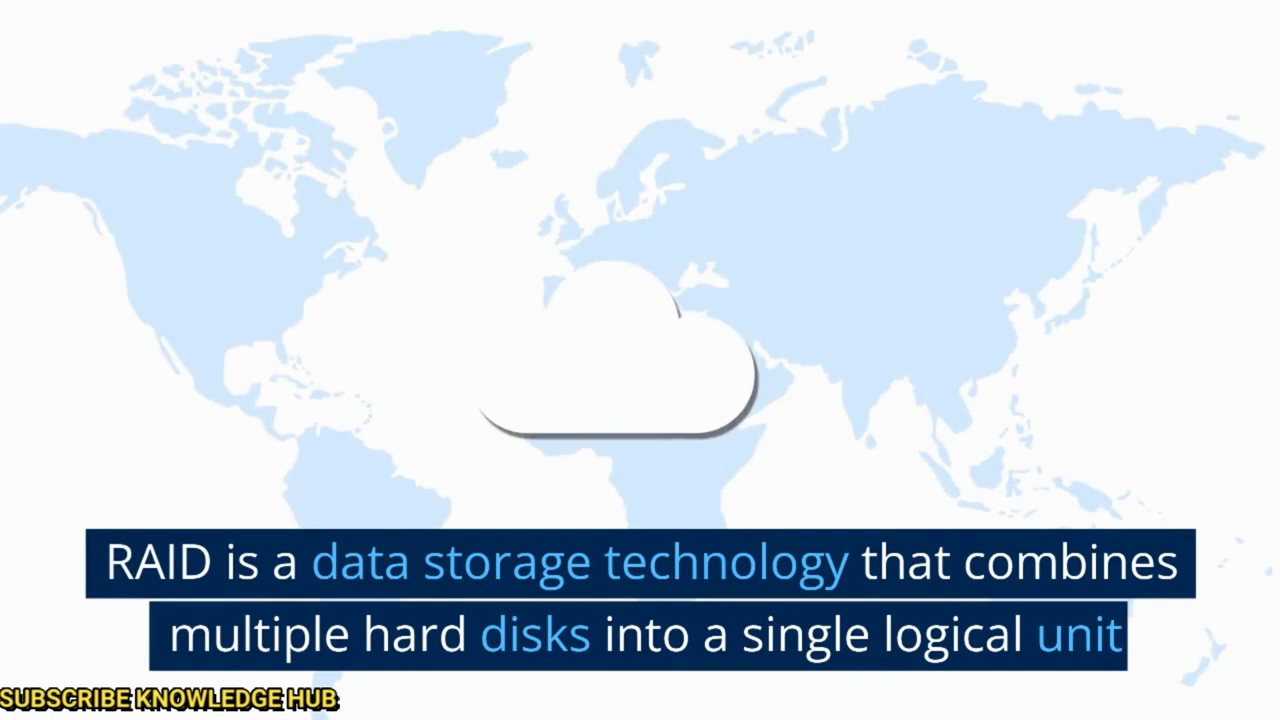 RAID is a data storage technology that combines
multiple hard disks into a single logical unit
SUBSCRIBE KNOWLEDGE HUB